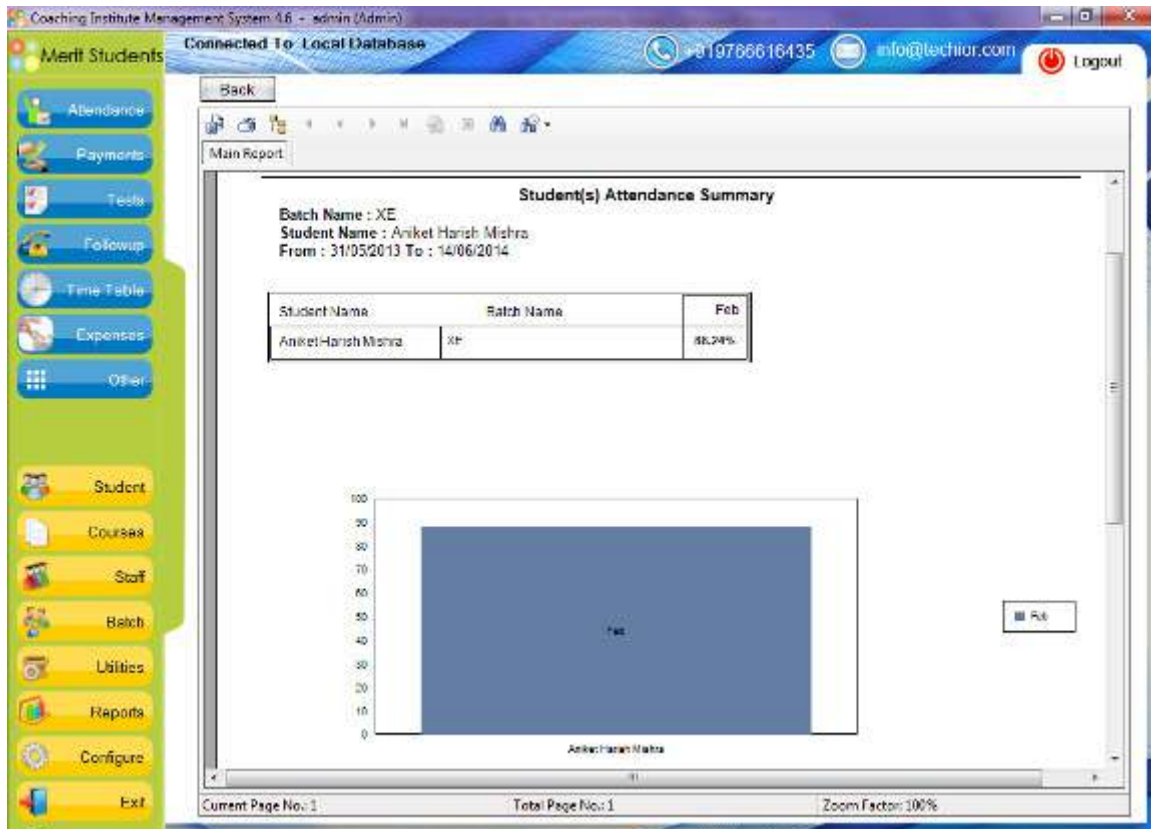 Coaching Institute Management System 4.6 - admin (Admin)
Merit Students
Connected To Local Database
+919766616435
info@techior.com
Logout
Attendance
Payments
Tests
Followup
Time Table
Expenses
Other
Student
Courses
Staff
Batch
Utilities
Reports
Configure
Exit
Back
Main Report
Student(s) Attendance Summary
Batch Name : XE
Student Name : Aniket Harish Mishra
From : 31/05/2013 To : 14/06/2014
Student Name Batch Name Feb
Aniket Harish Mishra XE 88.24%
100
90
80
70
60
50
40
30
20
10
0
Feb
Aniket Harish Mishra
Feb
Current Page No.: 1 Total Page No.: 1 Zoom Factor: 100%